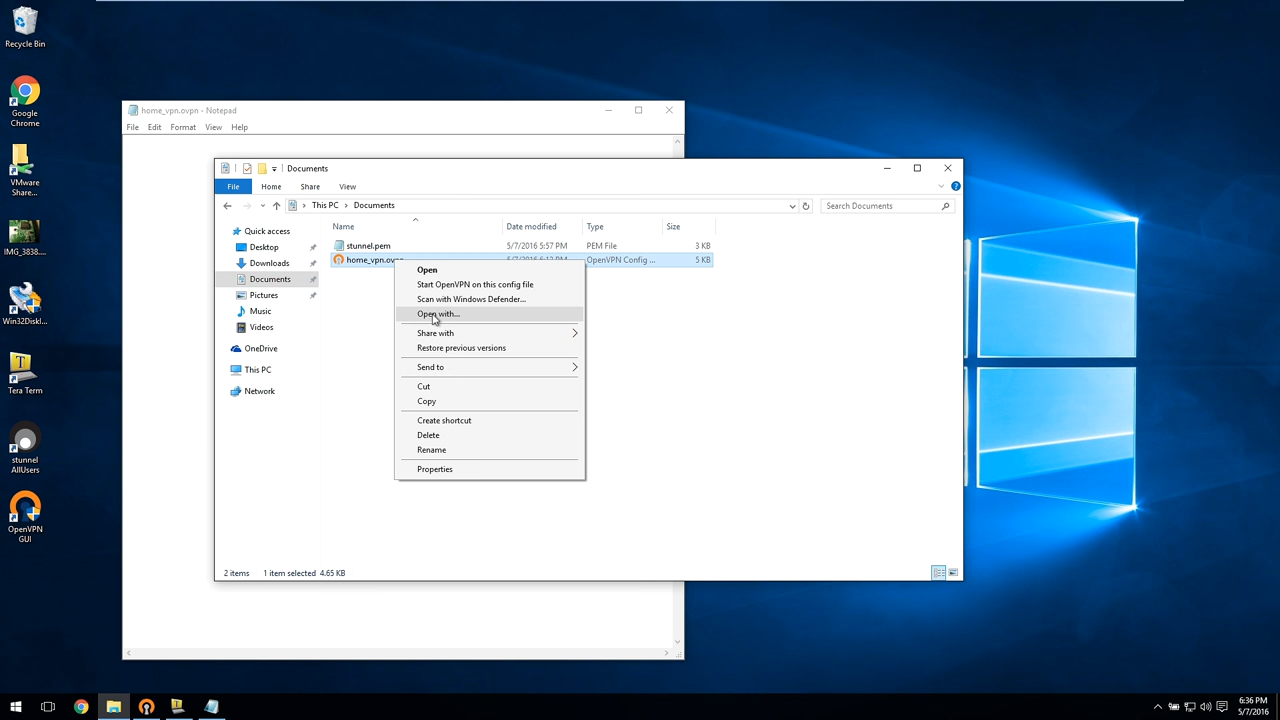 Recycle Bin
Google
Chrome
VMware
Share...
IMG_3838....
Win32Diskl...
Tera Term
stunnel
AllUsers
OpenVPN
GUI
home_vpn.ovpn - Notepad
File Edit Format View Help
Documents
File Home Share View
This PC > Documents
Search Documents
Name Date modified Type Size
Quick access
Desktop
Downloads
Documents
Pictures
Music
Videos
OneDrive
This PC
Network
stunnel.pem 5/7/2016 5:57 PM PEM File 3 KB
home_vpn.ovpn 5/7/2016 6:12 PM OpenVPN Config ... 5 KB
Open
Start OpenVPN on this config file
Scan with Windows Defender...
Open with...
Share with
Restore previous versions
Send to
Cut
Copy
Create shortcut
Delete
Rename
Properties
2 items 1 item selected 4.65 KB
6:36 PM
5/7/2016